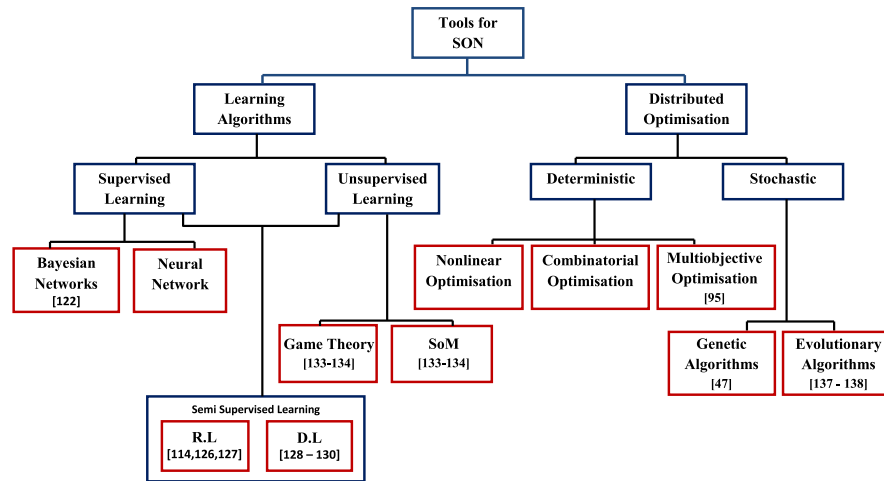 Tools for
SON
Learning
Algorithms
Distributed
Optimisation
Supervised
Learning
Unsupervised
Learning
Deterministic
Stochastic
Bayesian
Networks
[122]
Neural
Network
Nonlinear
Optimisation
Combinatorial
Optimisation
Multiobjective
Optimisation
[95]
Game Theory
[133-134]
SoM
[133-134]
Genetic
Algorithms
[47]
Evolutionary
Algorithms
[137 - 138]
Semi Supervised Learning
R.L
[114,126,127]
D.L
[128 – 130]